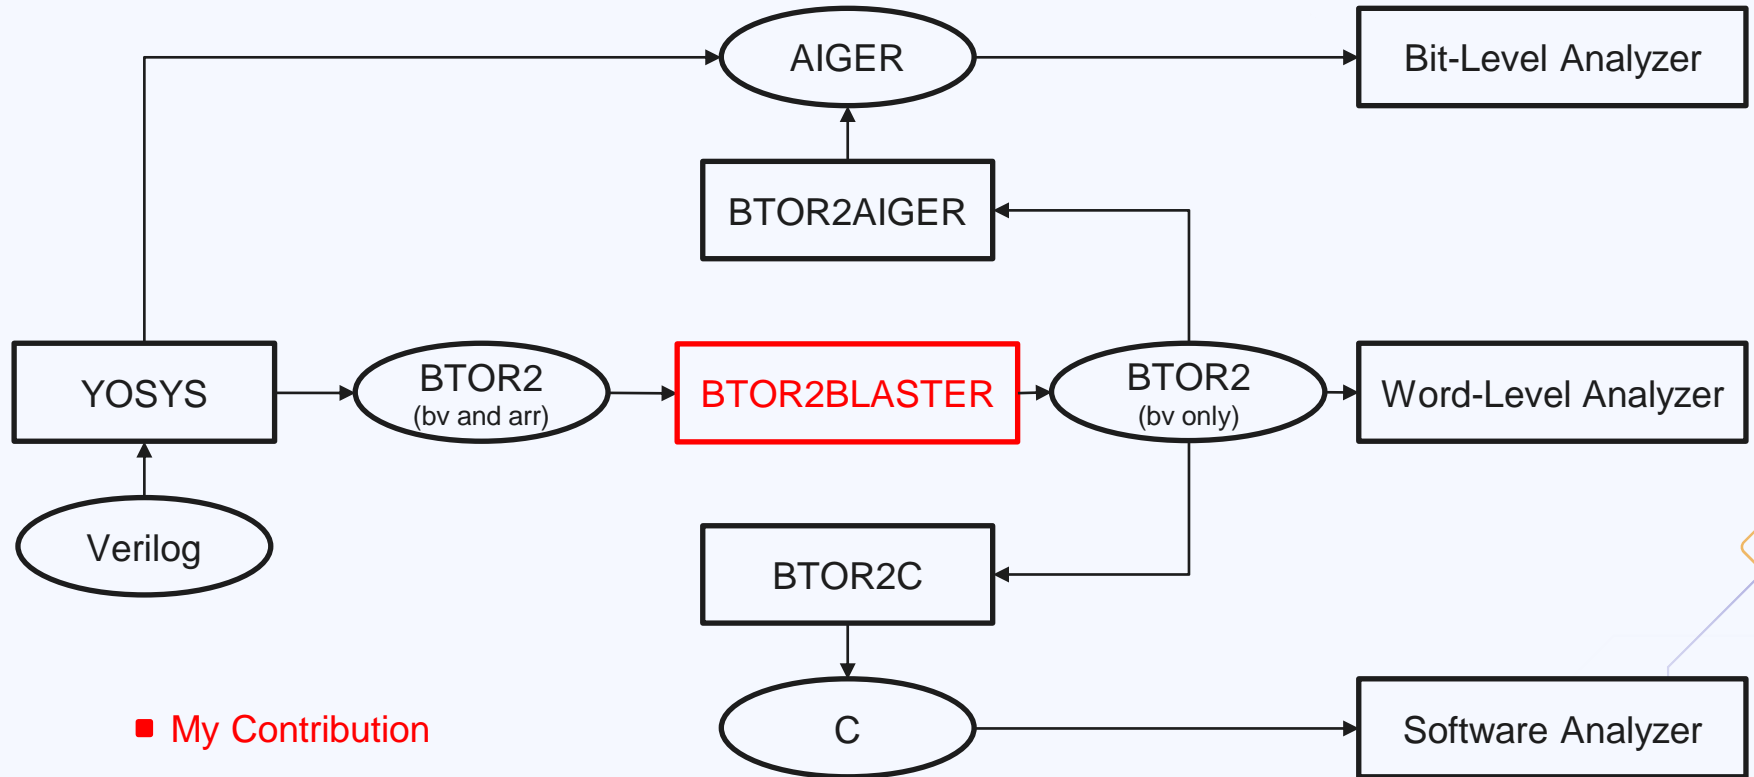 AIGER
Bit-Level Analyzer
BTOR2AIGER
YOSYS
BTOR2
(bv and arr)
BTOR2BLASTER
BTOR2
(bv only)
Word-Level Analyzer
Verilog
BTOR2C
My Contribution
C
Software Analyzer